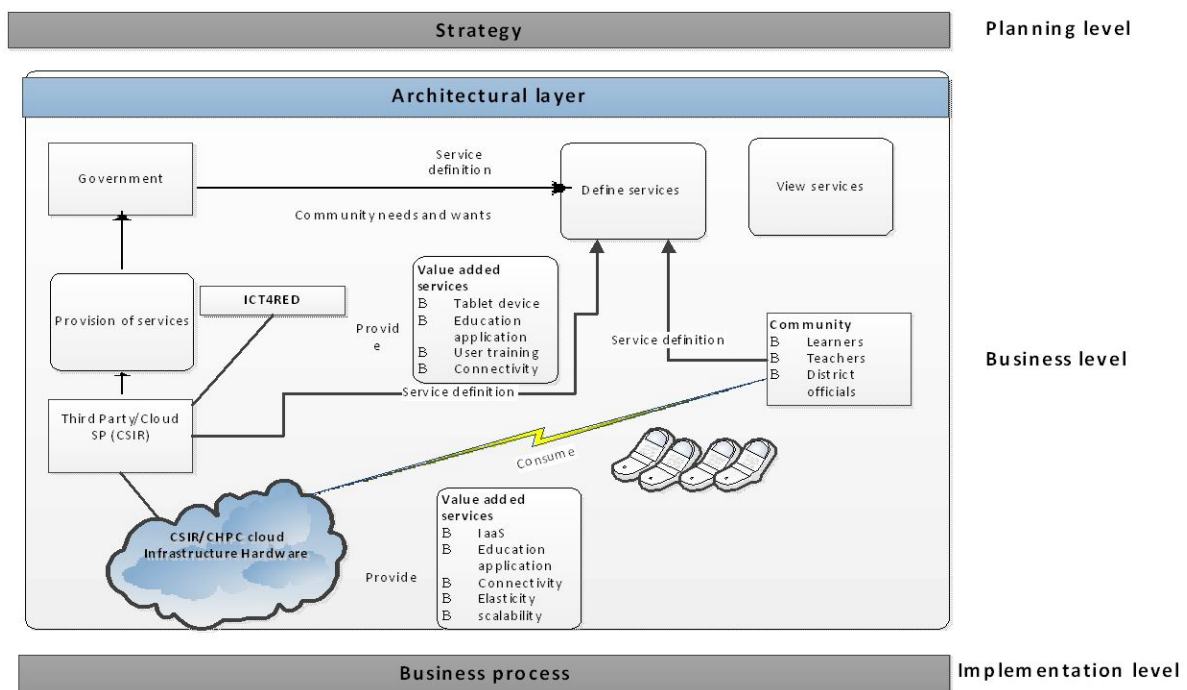 Strategy
Planning level
Architectural layer
Government
Service
definition
Define services
View services
Community needs and wants
Provision of services
ICT4RED
Provid
e
Value added
services
B Tablet device
B Education
application
B User training
B Connectivity
Service definition
Community
B Learners
B Teachers
B District
officials
Business level
Service definition
Third Party/Cloud
SP (CSIR)
Consume
CSIR/CHPC cloud
Infrastructure Hardware
Provide
Value added
services
B IaaS
B Education
application
B Connectivity
B Elasticity
B scalability
Business process
Implementation level